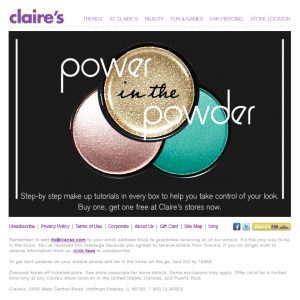 claire's
TRENDS AT CLAIRE'S BEAUTY FUN & GAMES EAR PIERCING STORE LOCATOR
power
in the
powder
Step-by step make up tutorials in every box to help you take control of your look.
Buy one, get one free at Claire's stores now.
Unsubscribe | Privacy Policy | Terms of Use | Corporate | About Us | Gift Card | Site Map | Icing
Remember to add to your email address book, to guarantee receiving all of our emails. It's the only way to be
in the know. You've received this message because you agreed to receive emails from Claire's. If you no longer wish to
receive information from us, click here to unsubscribe.
To get text updates on your mobile phone and be in the know on the go, text GO to
Discount taken off ticketed price. See store associate for more details. Some exclusions may apply. Offer valid for a limited
time only at any Claire's store location in the United States, Canada, and Puerto Rico.
Claire's, West Central Road, Hoffman Estates, IL 60192, 1.800.CLAIRES